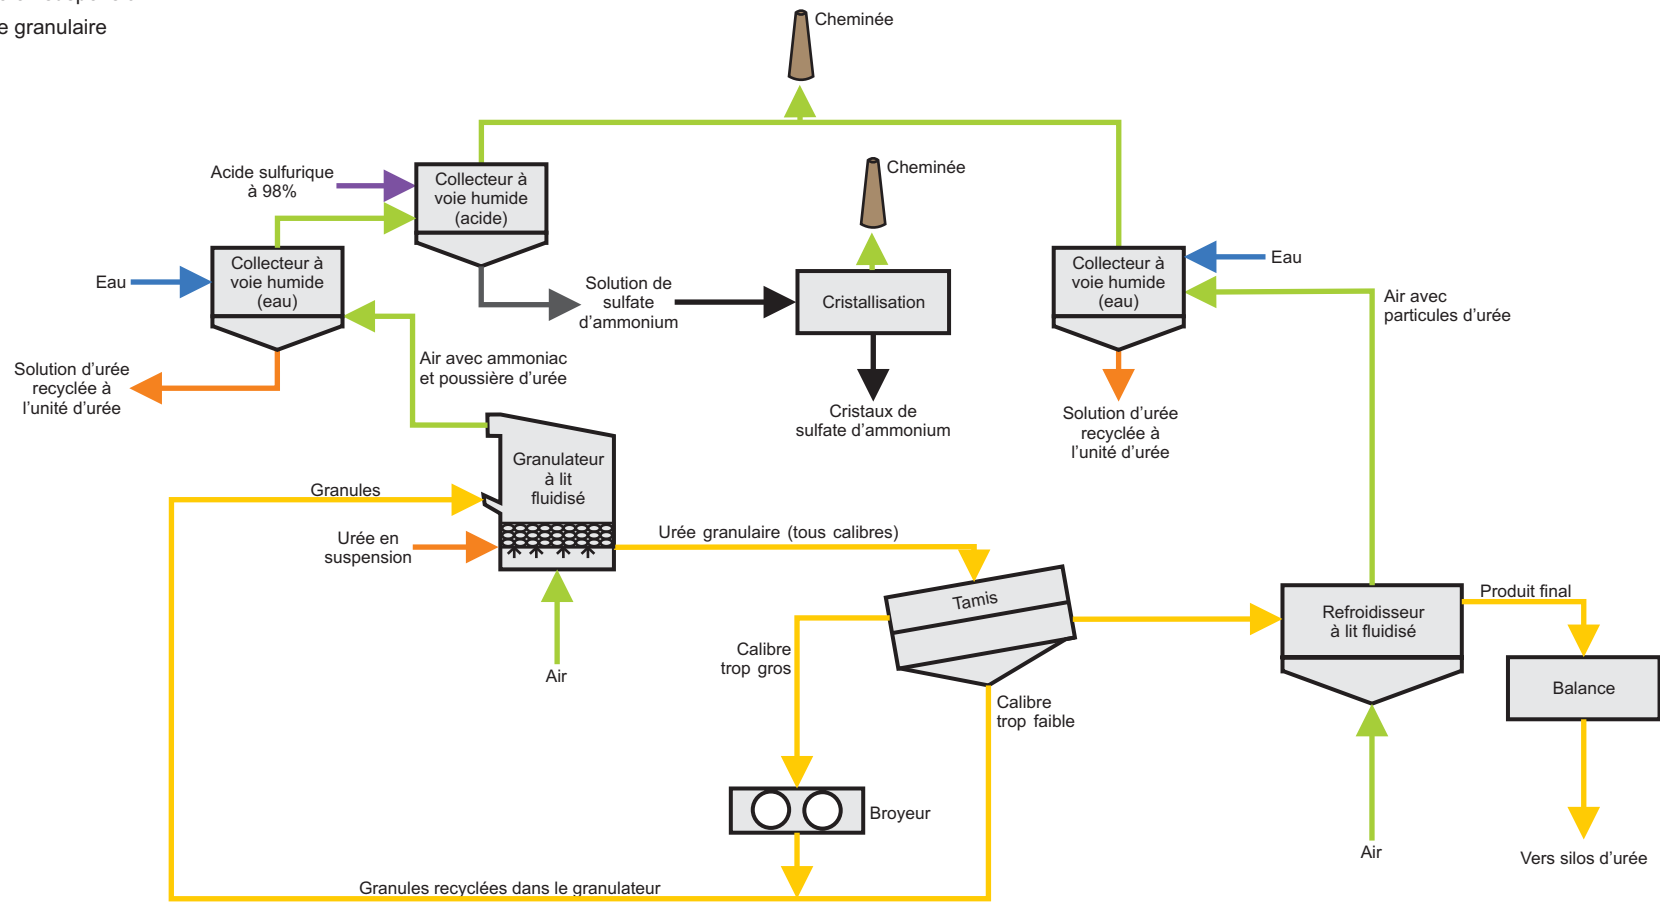 e granulaire
Cheminée
Cheminée
Acide sulfurique
à 98%
Collecteur à
voie humide
(acide)
Eau
Collecteur à
voie humide
(eau)
Solution de
sulfate
d'ammonium
Cristallisation
Collecteur à
voie humide
(eau)
Eau
Air avec
particules d'urée
Solution d'urée
recyclée à
l'unité d'urée
Air avec ammoniac
et poussière d'urée
Cristaux de
sulfate d'ammonium
Solution d'urée
recyclée à
l'unité d'urée
Granulateur
à lit
fluidisé
Granules
Urée en
suspension
Urée granulaire (tous calibres)
Air
Tamis
Calibre
trop gros
Calibre
trop faible
Refroidisseur
à lit fluidisé
Produit final
Balance
Broyeur
Air
Vers silos d'urée
Granules recyclées dans le granulateur